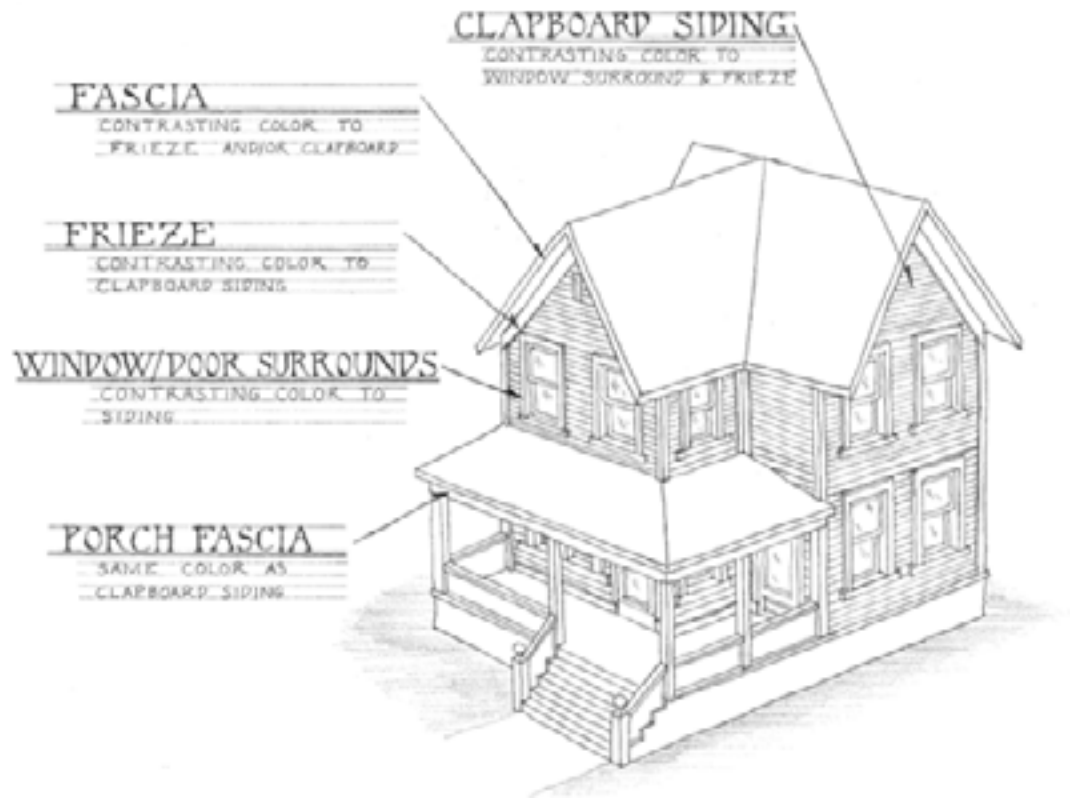 CLAPBOARD SIDING
CONTRASTING COLOR TO
WINDOW SURROUND & FRIEZE
FASCIA
CONTRASTING COLOR TO
FRIEZE AND/OR CLAPBOARD
FRIEZE
CONTRASTING COLOR TO
CLAPBOARD SIDING
WINDOW/DOOR SURROUNDS
CONTRASTING COLOR TO
SIDING
PORCH FASCIA
SAME COLOR AS
CLAPBOARD SIDING